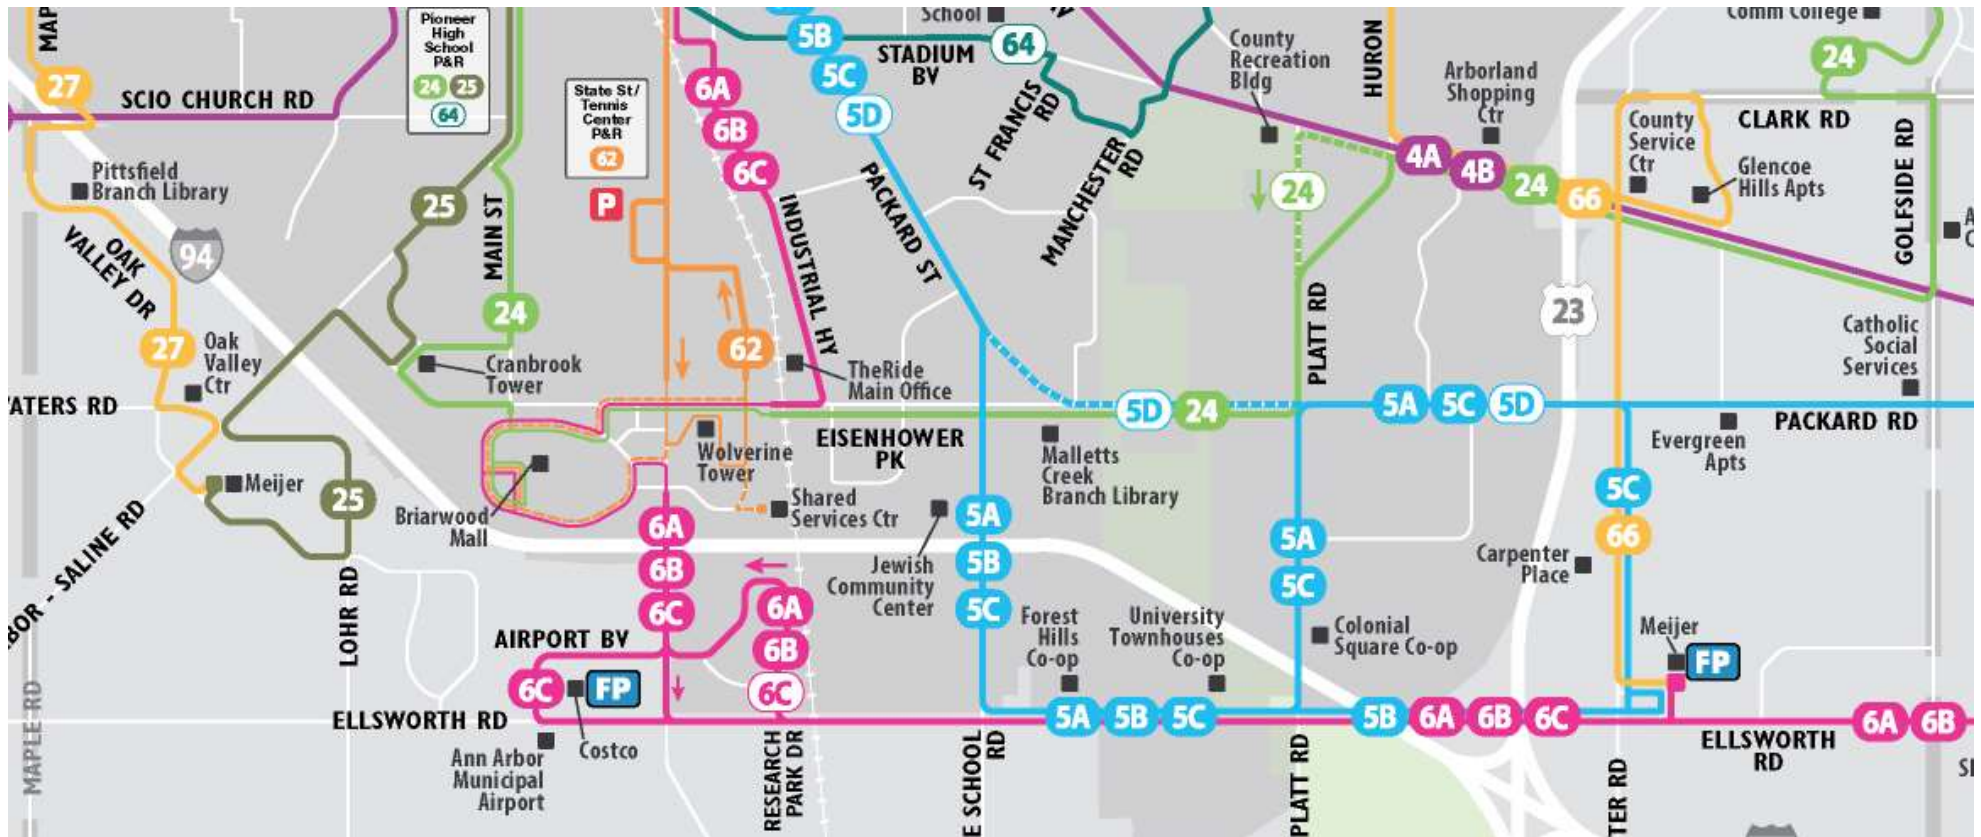 MAP
27
SCIO CHURCH RD
Pittsfield
Branch Library
OAK
VALLEY DR
94
27
Oak
Valley
Ctr
ATERS RD
Meijer
25
BOR - SALINE RD
LOHR RD
MAPLE RD
Pioneer
High
School
P&R
24 25
64
25
MAIN ST
24
Cranbrook
Tower
Briarwood
Mall
State St/
Tennis
Center
P&R
62
P
62
6A
6B
6C
INDUSTRIAL HY
TheRide
Main Office
Wolverine
Tower
Shared
Services Ctr
EISENHOWER
PK
6A
6B
6C
AIRPORT BV
6C
FP
ELLSWORTH RD
Costco
Ann Arbor
Municipal
Airport
6A
6B
6C
RESEARCH
PARK DR
5B
5C
5D
School
STADIUM
BV
64
PACKARD ST
ST FRANCIS
RD
MANCHESTER
RD
Jewish
Community
Center
5A
5B
5C
Malletts
Creek
Branch Library
5D
24
Forest
Hills
Co-op
University
Townhouses
Co-op
5A
5B
5C
E SCHOOL
RD
County
Recreation
Bldg
24
PLATT RD
5A
5C
Colonial
Square Co-op
PLATT RD
HURON
Arborland
Shopping
Ctr
4A
4B
24
66
23
5A
5C
5D
PACKARD RD
Evergreen
Apts
5C
66
Carpenter
Place
Meijer
FP
5B
6A
6B
6C
ELLSWORTH
RD
6A
6B
TER RD
Comm College
24
CLARK RD
County
Service
Ctr
Glencoe
Hills Apts
GOLFSIDE RD
A
C
Catholic
Social
Services